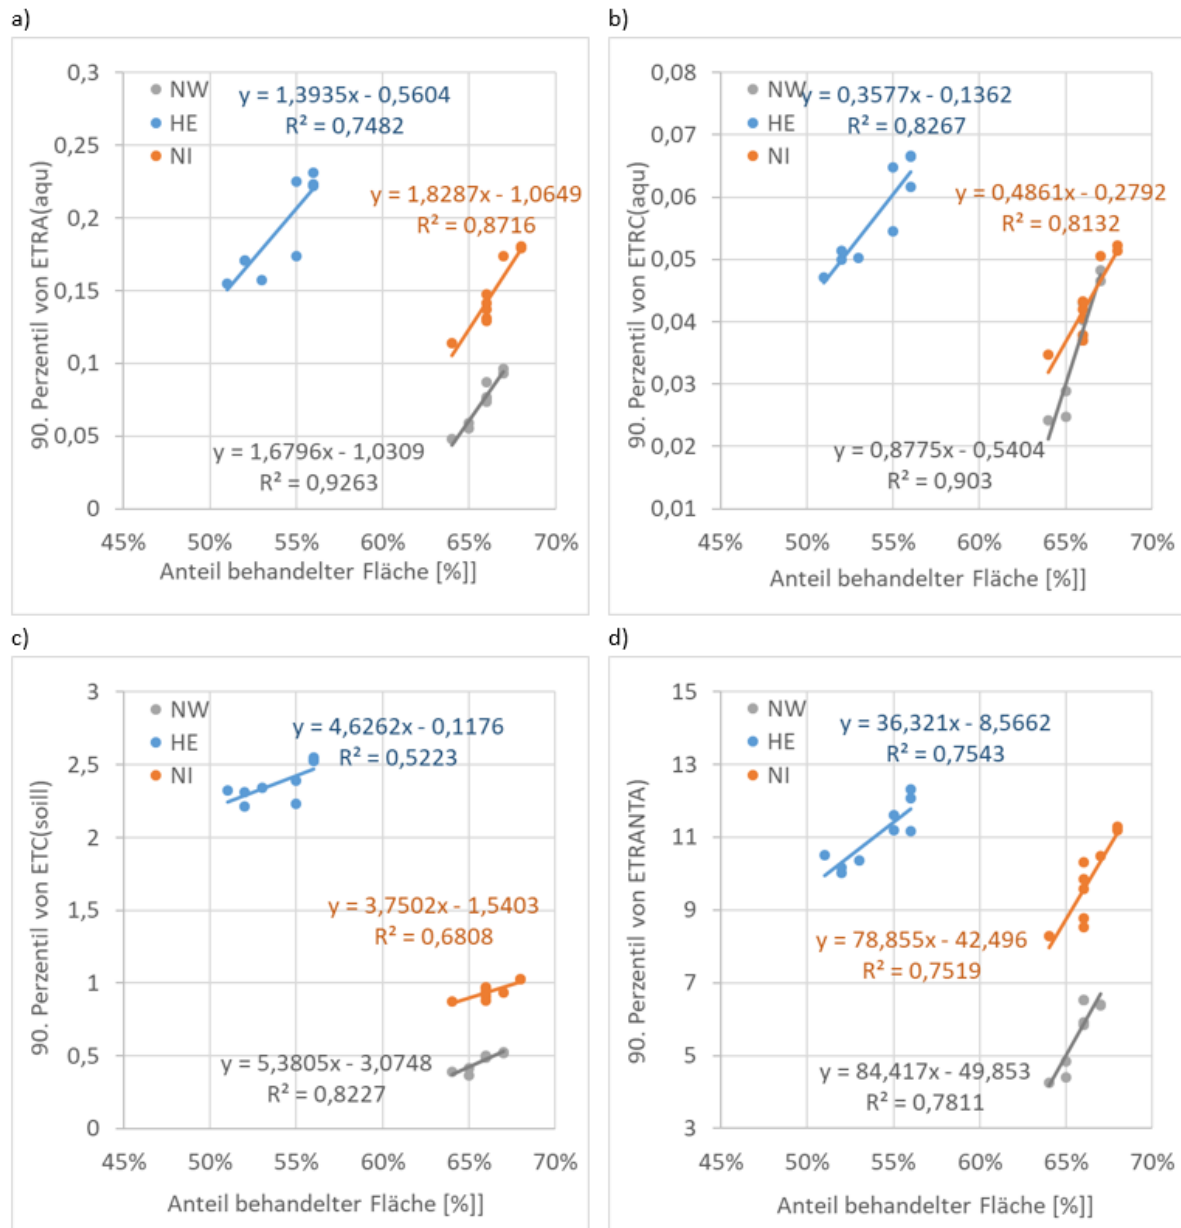 a)
90. Perzentil von ETRA(aqu)
0,3
0,25
0,2
0,15
0,1
0,05
0
NW
HE
NI
y = 1,3935x - 0,5604
R² = 0,7482
y = 1,8287x - 1,0649
R² = 0,8716
y = 1,6796x - 1,0309
R² = 0,9263
45% 50% 55% 60% 65% 70%
Anteil behandelter Fläche [%]]
b)
90. Perzentil von ETRC(aqu)
0,08
0,07
0,06
0,05
0,04
0,03
0,02
0,01
NW
HE
NI
y = 0,3577x - 0,1362
R² = 0,8267
y = 0,4861x - 0,2792
R² = 0,8132
y = 0,8775x - 0,5404
R² = 0,903
45% 50% 55% 60% 65% 70%
Anteil behandelter Fläche [%]]
c)
90. Perzentil von ETC(soill)
3
2,5
2
1,5
1
0,5
0
NW
HE
NI
y = 4,6262x - 0,1176
R² = 0,5223
y = 3,7502x - 1,5403
R² = 0,6808
y = 5,3805x - 3,0748
R² = 0,8227
45% 50% 55% 60% 65% 70%
Anteil behandelter Fläche [%]]
d)
90. Perzentil von ETRANTA)
15
13
11
9
7
5
3
NW
HE
NI
y = 36,321x - 8,5662
R² = 0,7543
y = 78,855x - 42,496
R² = 0,7519
y = 84,417x - 49,853
R² = 0,7811
45% 50% 55% 60% 65% 70%
Anteil behandelter Fläche [%]]